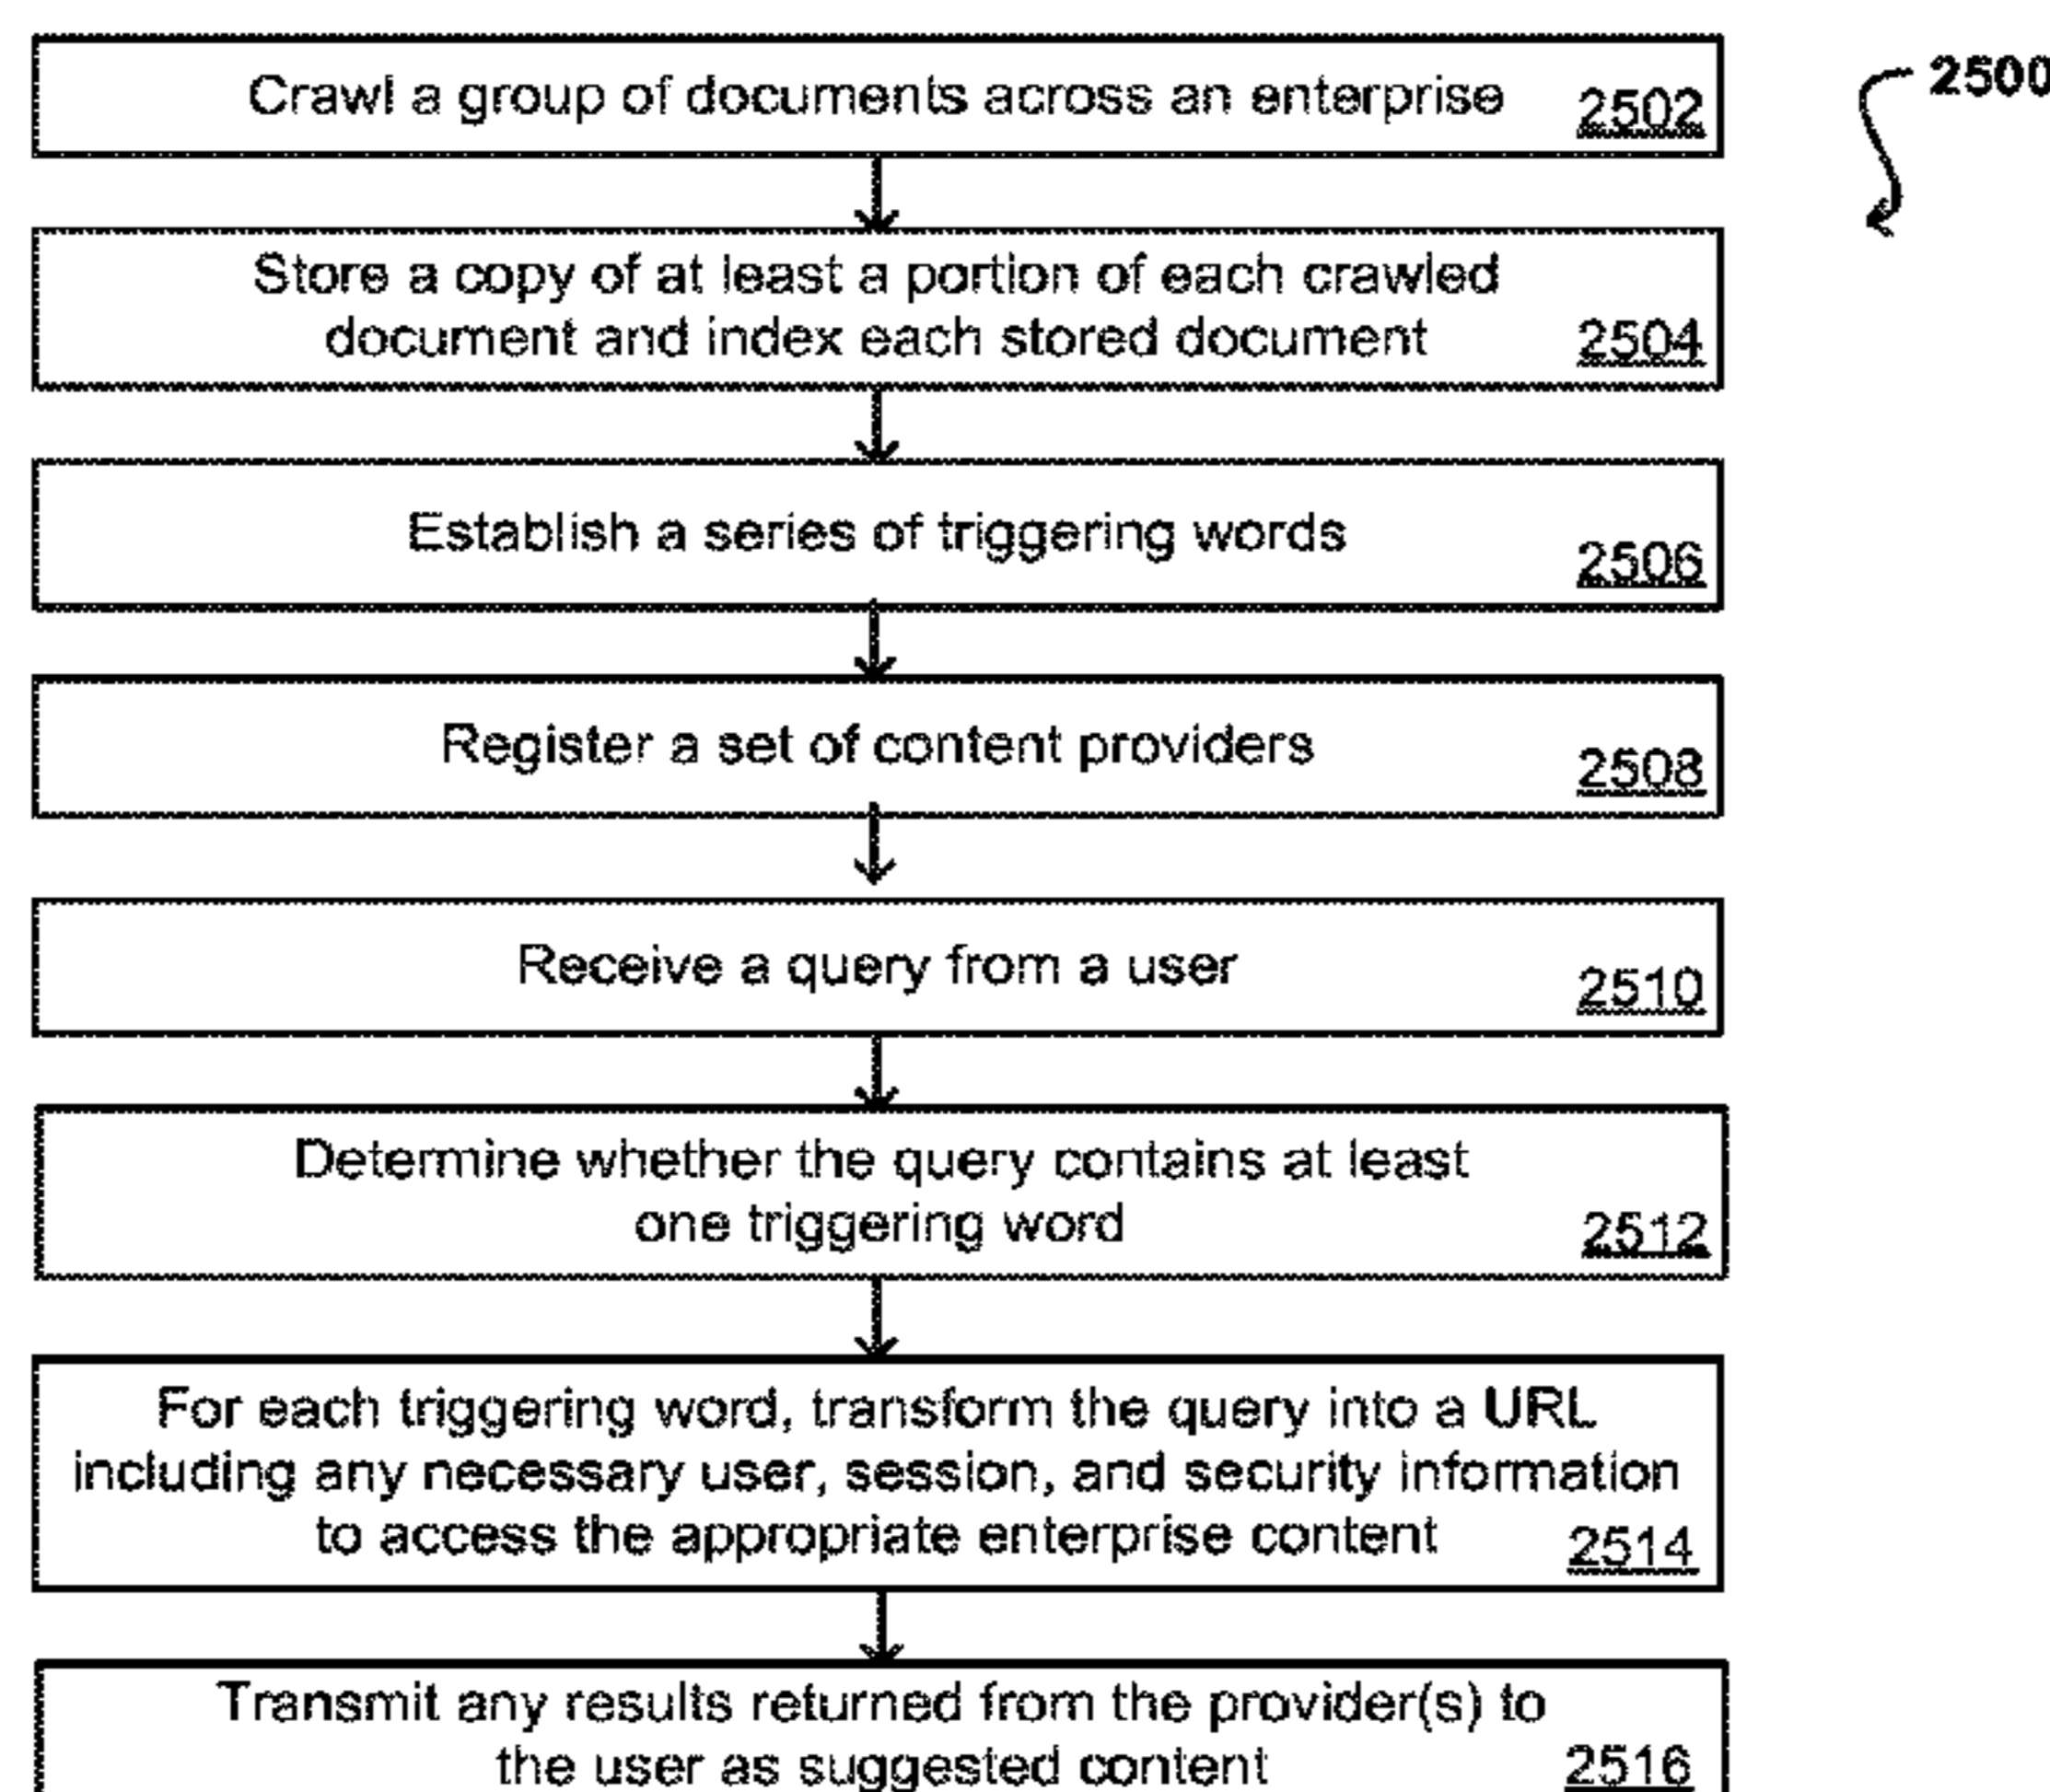 Crawl a group of documents across an enterprise 2502
2500
Store a copy of at least a portion of each crawled
document and index each stored document 2504
Establish a series of triggering words 2506
Register a set of content providers 2508
Receive a query from a user 2510
Determine whether the query contains at least
one triggering word 2512
For each triggering word, transform the query into a URL
including any necessary user, session, and security information
to access the appropriate enterprise content 2514
Transmit any results returned from the provider(s) to
the user as suggested content 2516